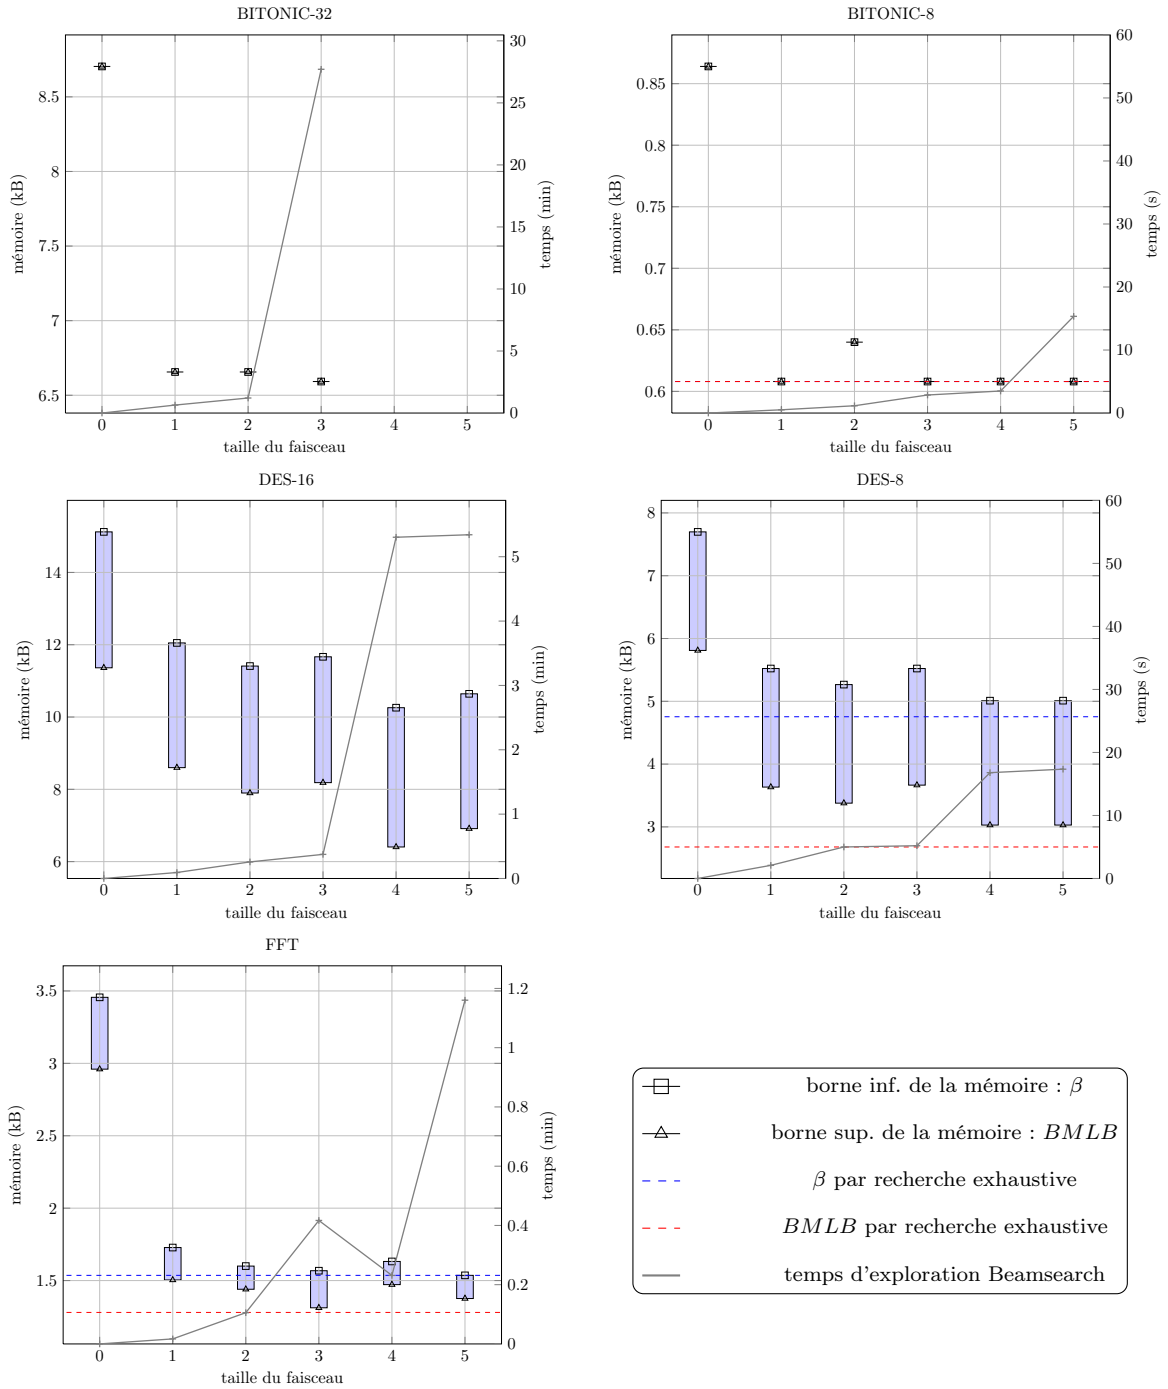 BITONIC-32
30
8.5
25
8
20
mémoire (kB)
temps (min)
7.5
15
10
7
5
6.5
0
0 1 2 3 4 5
taille du faisceau
BITONIC-8
60
0.85
50
0.8
40
0.75
mémoire (kB)
temps (s)
30
0.7
20
0.65
10
0.6
0
0 1 2 3 4 5
taille du faisceau
DES-16
14
5
12
4
mémoire (kB)
temps (min)
3
10
2
8
1
6
0
0 1 2 3 4 5
taille du faisceau
DES-8
8
60
7
50
6
40
mémoire (kB)
temps (s)
5
30
4
20
3
10
0
0 1 2 3 4 5
taille du faisceau
FFT
3.5
1.2
3
1
2.5
0.8
mémoire (kB)
temps (min)
0.6
2
0.4
1.5
0.2
0
0 1 2 3 4 5
taille du faisceau
borne inf. de la mémoire : β
borne sup. de la mémoire : BMLB
β par recherche exhaustive
BMLB par recherche exhaustive
temps d'exploration Beamsearch